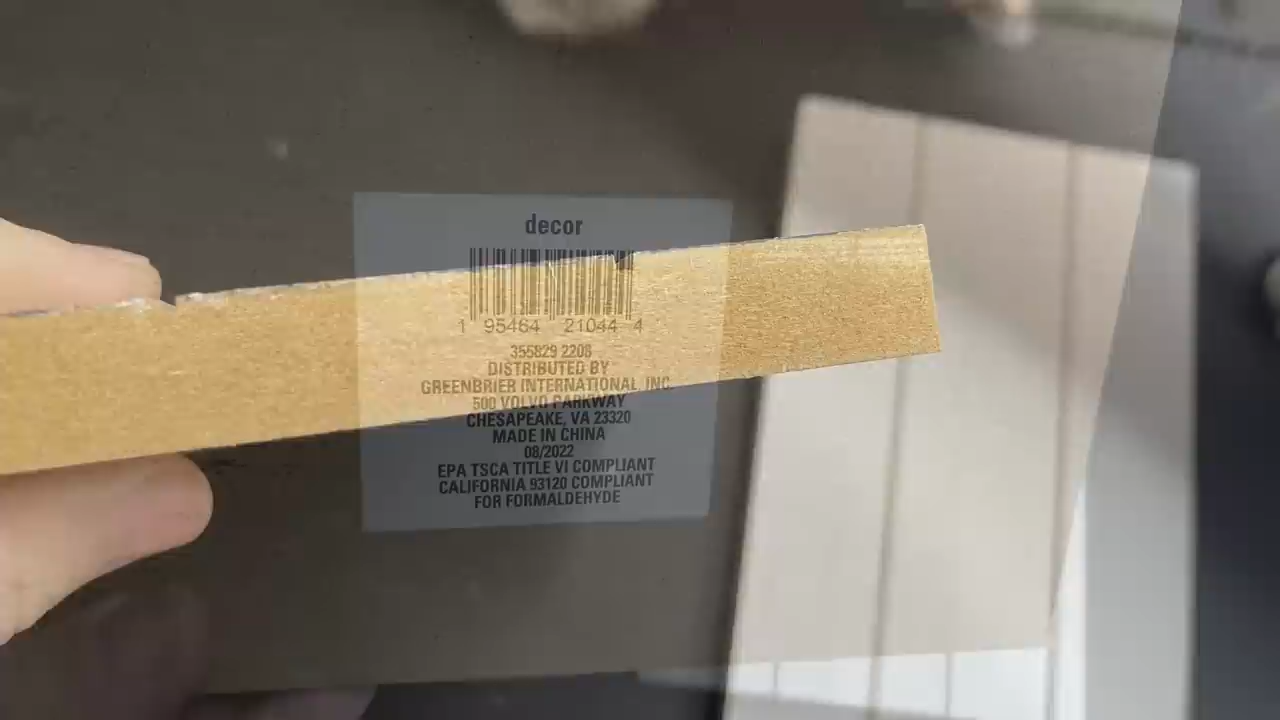 decor
1 95464 21044 4
355829 2208
DISTRIBUTED BY
GREENBRIER INTERNATIONAL, INC.
500 VOLVO PARKWAY
CHESAPEAKE, VA 23320
MADE IN CHINA
08/2022
EPA TSCA TITLE VI COMPLIANT
CALIFORNIA 93120 COMPLIANT
FOR FORMALDEHYDE